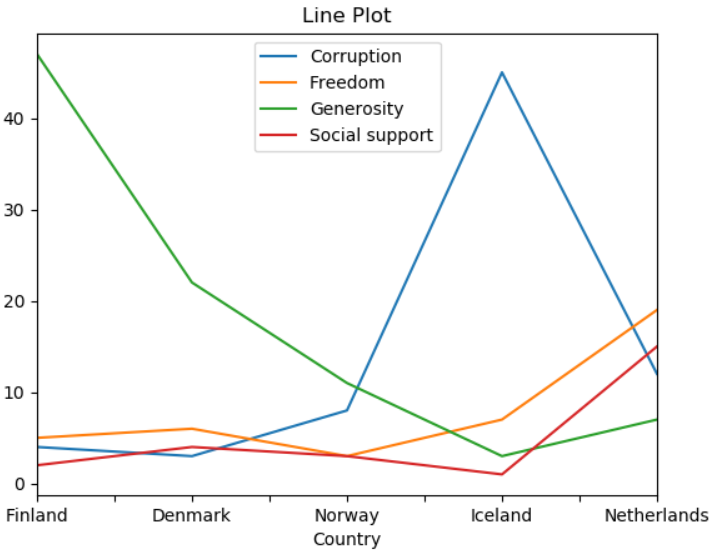 Line Plot
Corruption
Freedom
Generosity
Social support
40
30
20
10
0
Finland Denmark Norway Iceland Netherlands
Country